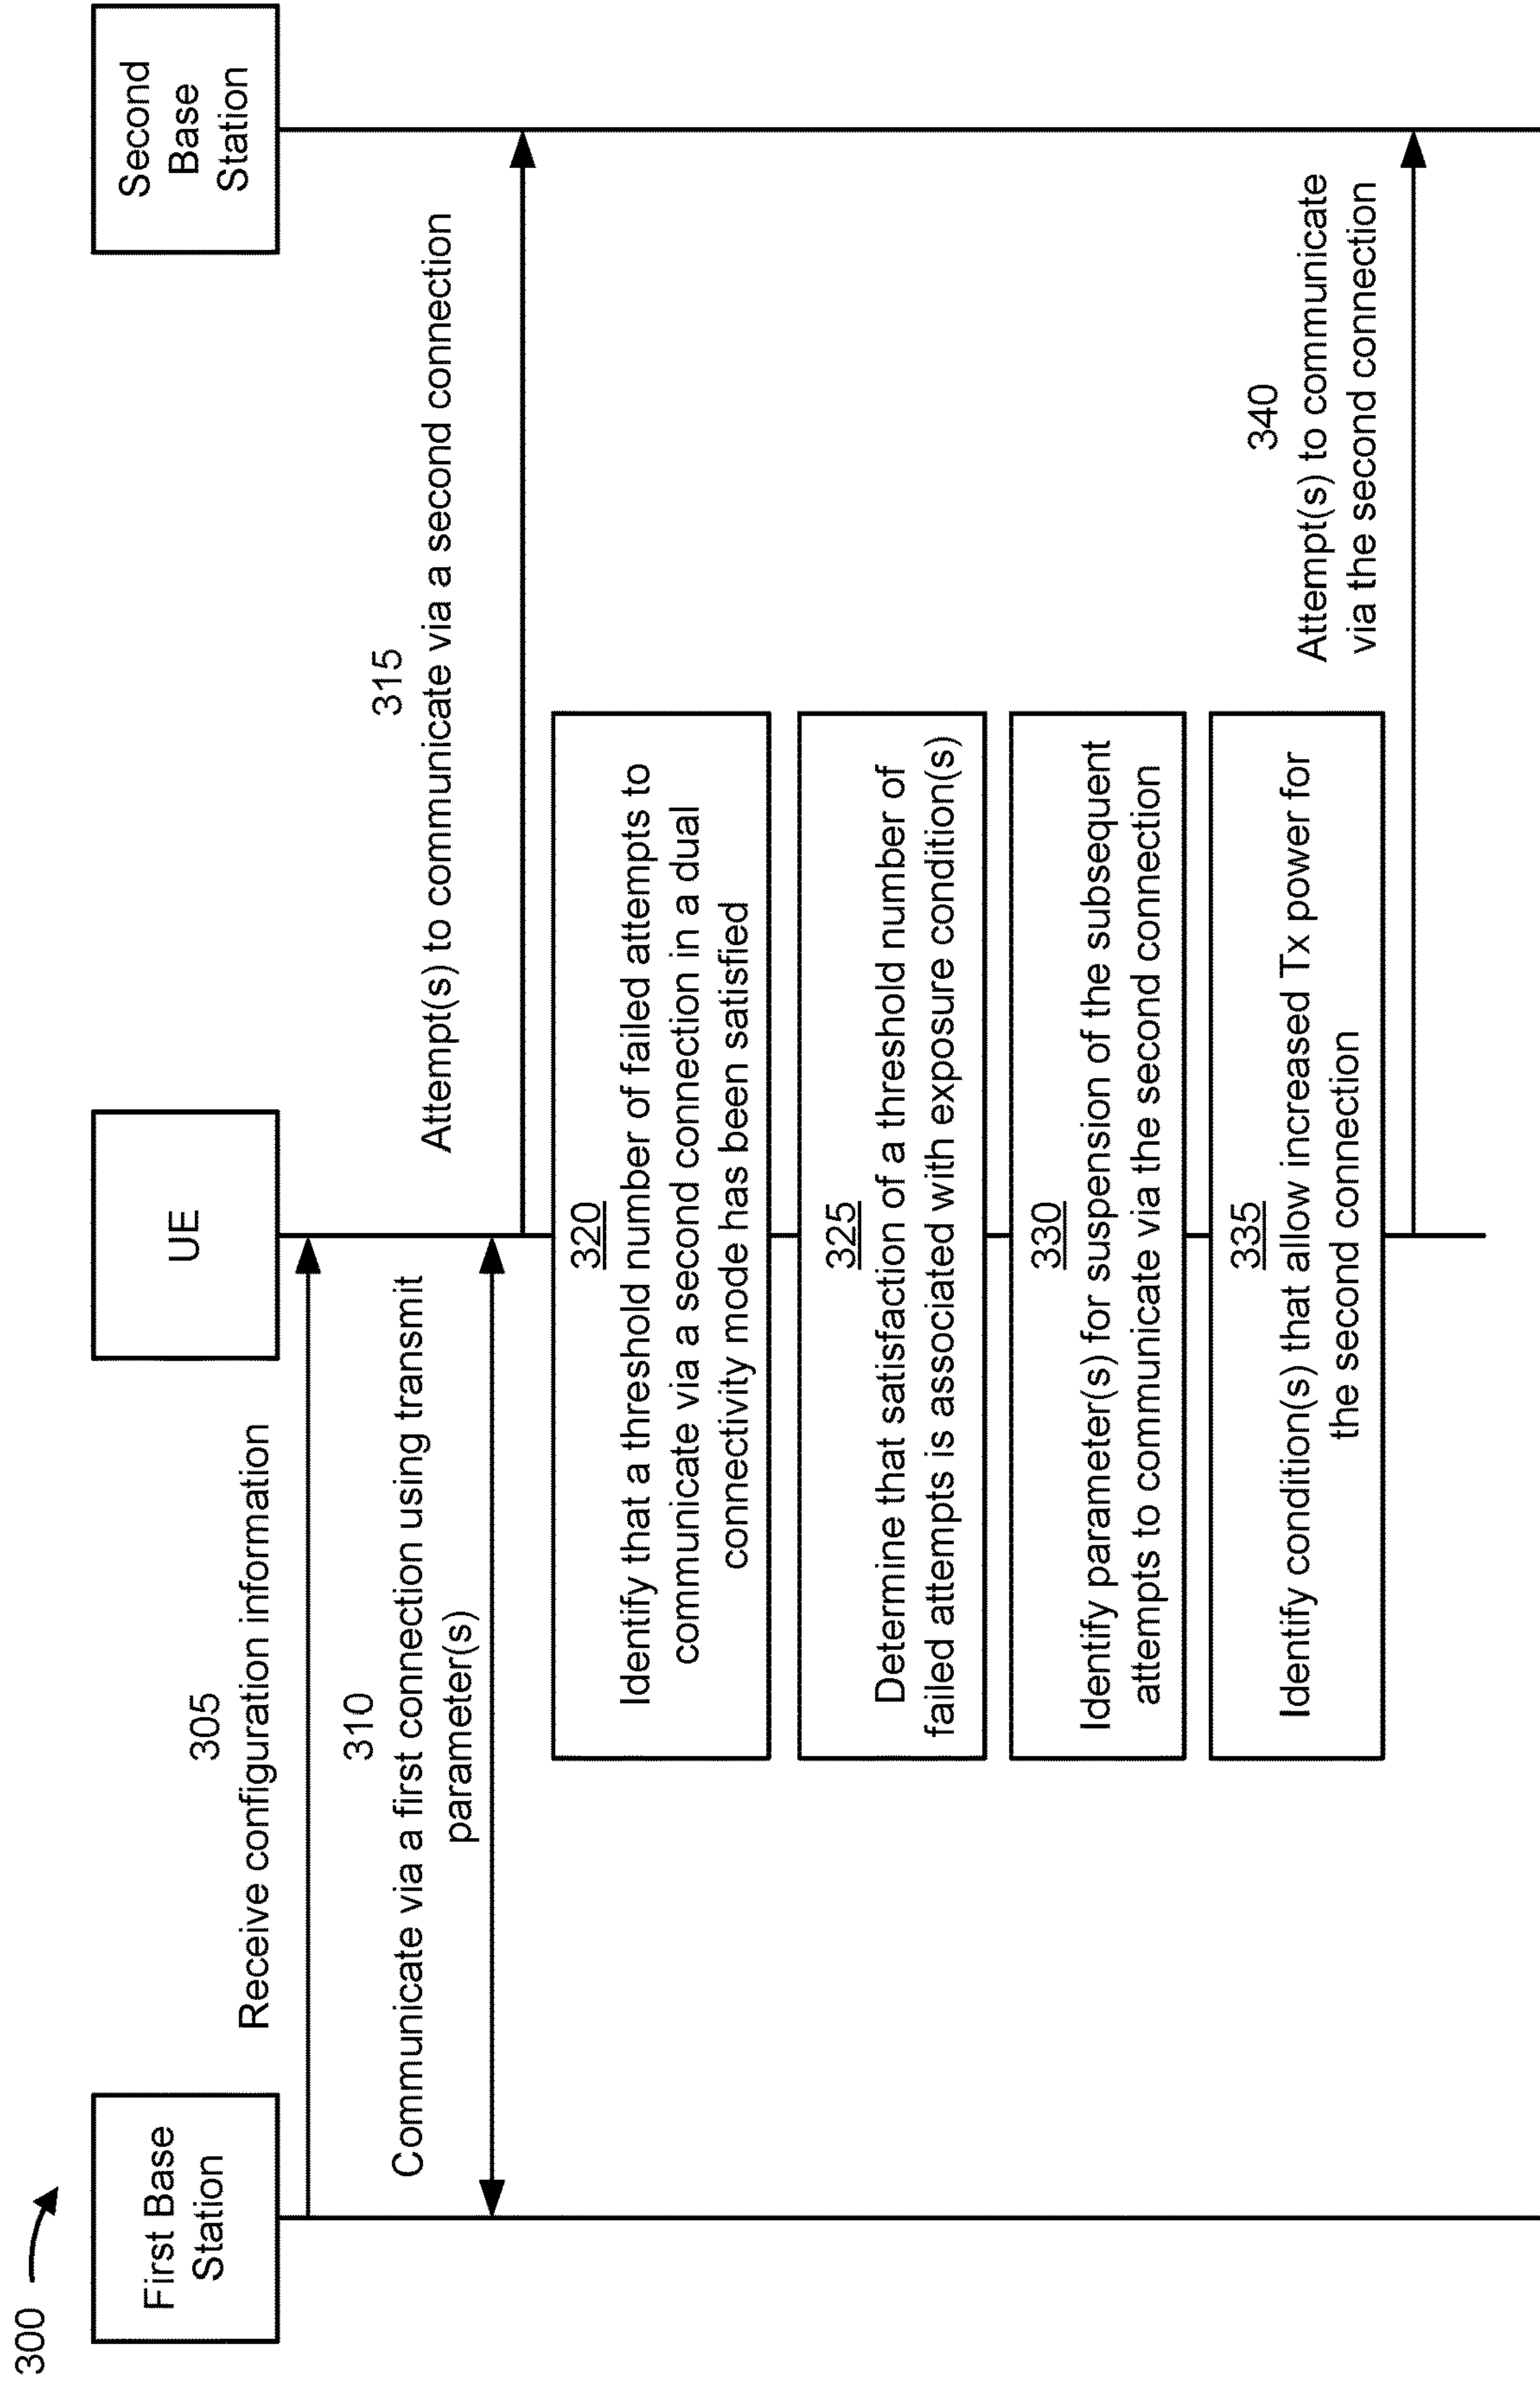 300
First Base
Station
UE
Second
Base
Station
305
Receive configuration information
310
Communicate via a first connection using transmit
parameter(s)
315
Attempt(s) to communicate via a second connection
320
Identify that a threshold number of failed attempts to
communicate via a second connection in a dual
connectivity mode has been satisfied
325
Determine that satisfaction of a threshold number of
failed attempts is associated with exposure condition(s)
330
Identify parameter(s) for suspension of the subsequent
attempts to communicate via the second connection
335
Identify condition(s) that allow increased Tx power for
the second connection
340
Attempt(s) to communicate
via the second connection